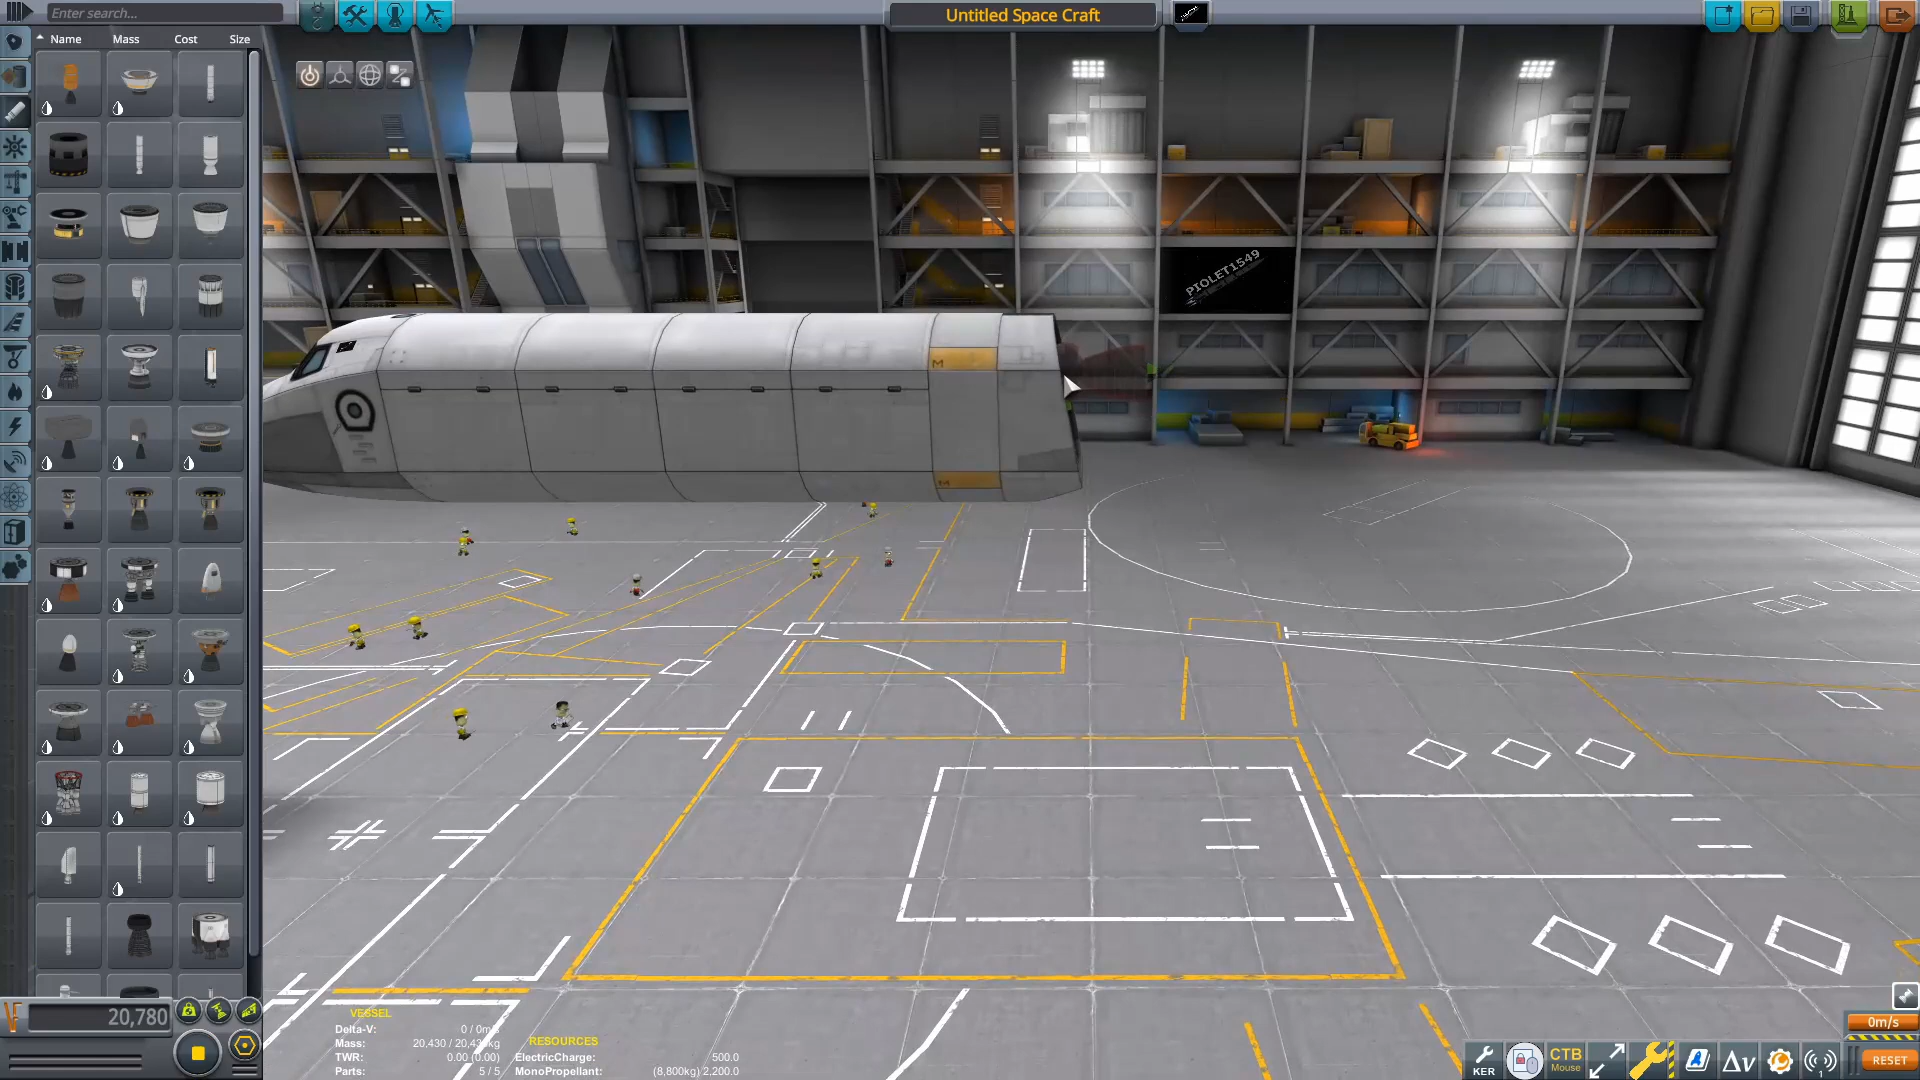 Enter search...
Untitled Space Craft
Name Mass Cost Size
PIOLET1549
M
M
20,780
VESSEL
Delta-V: 0 / 0m/s
Mass: 20,430 / 20,430kg
TWR: 0.00 (0.00)
Parts: 5 / 5
RESOURCES
ElectricCharge: 500.0
MonoPropellant: (8,800kg) 2,200.0
0m/s
KER
CTB
Mouse
Δv
1
RESET